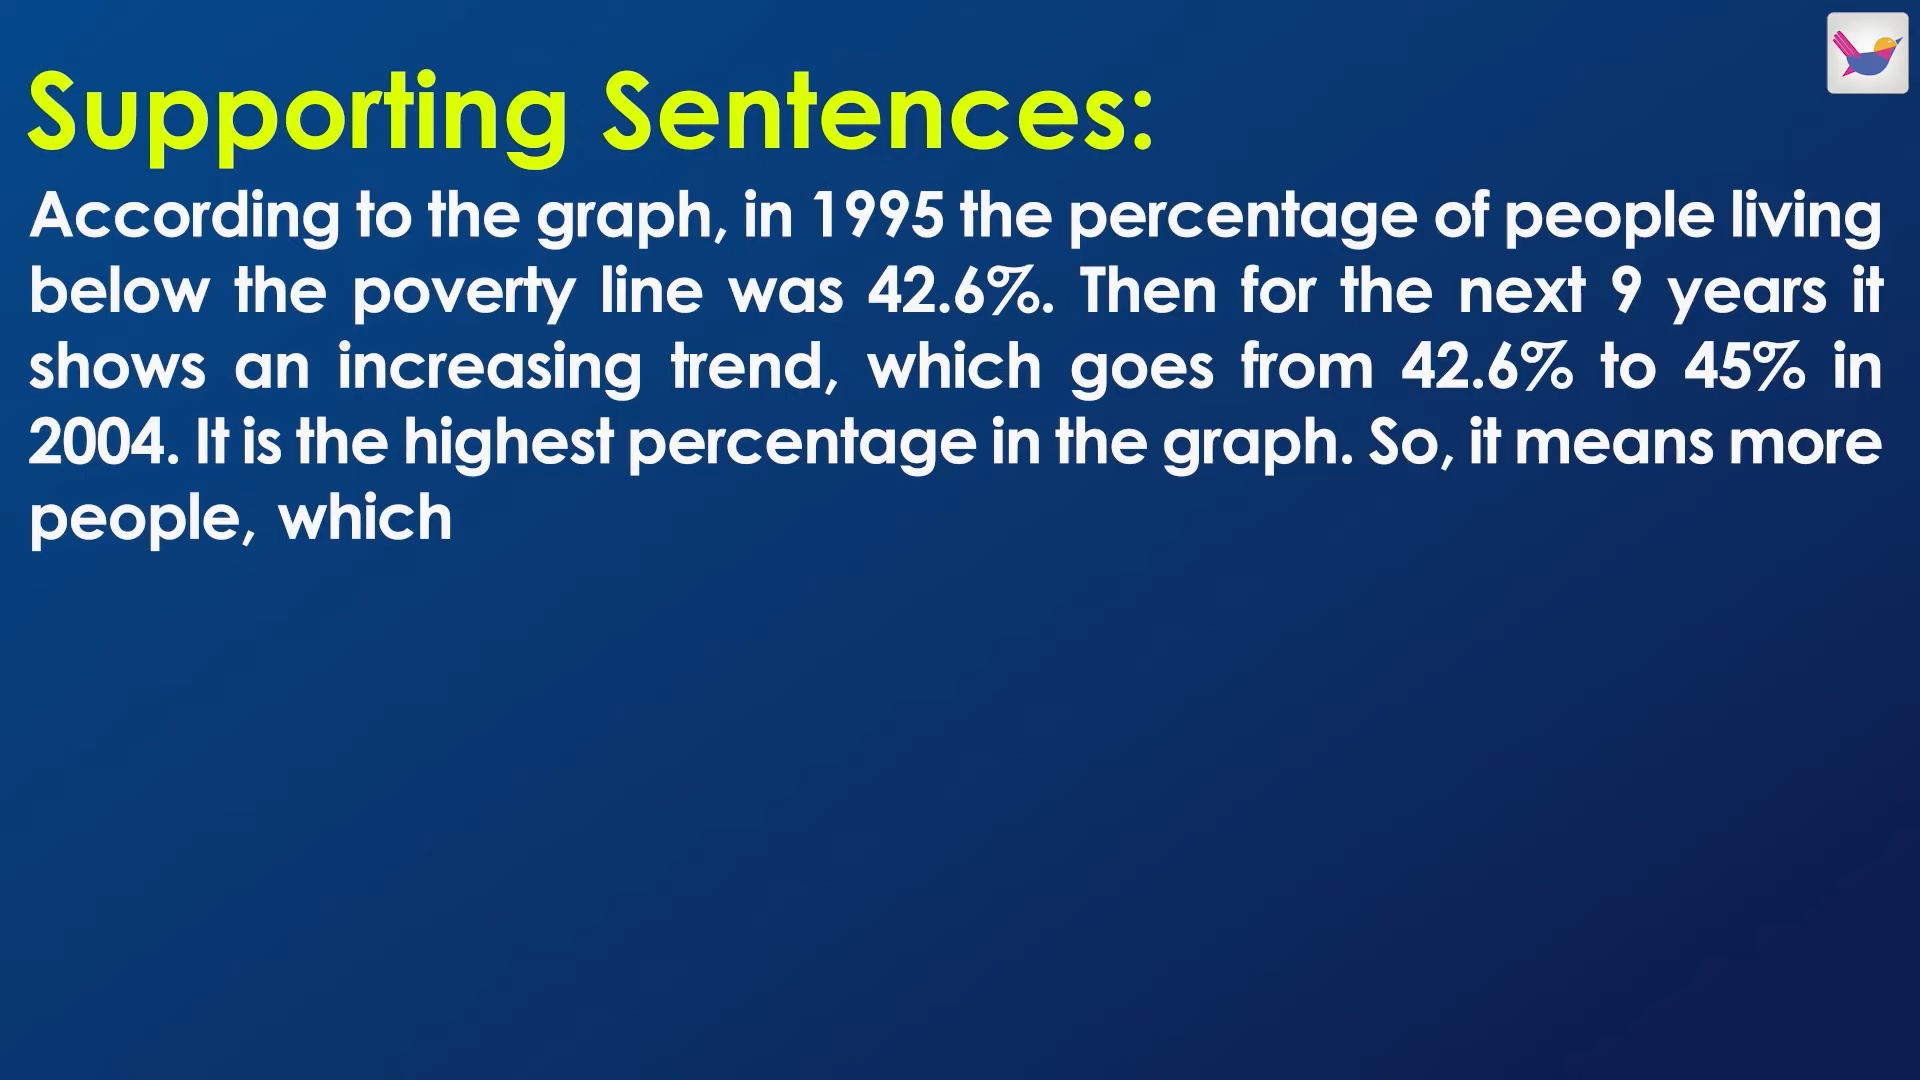 Supporting Sentences:
According to the graph, in 1995 the percentage of people living
below the poverty line was 42.6%. Then for the next 9 years it
shows an increasing trend, which goes from 42.6% to 45% in
2004. It is the highest percentage in the graph. So, it means more
people, which